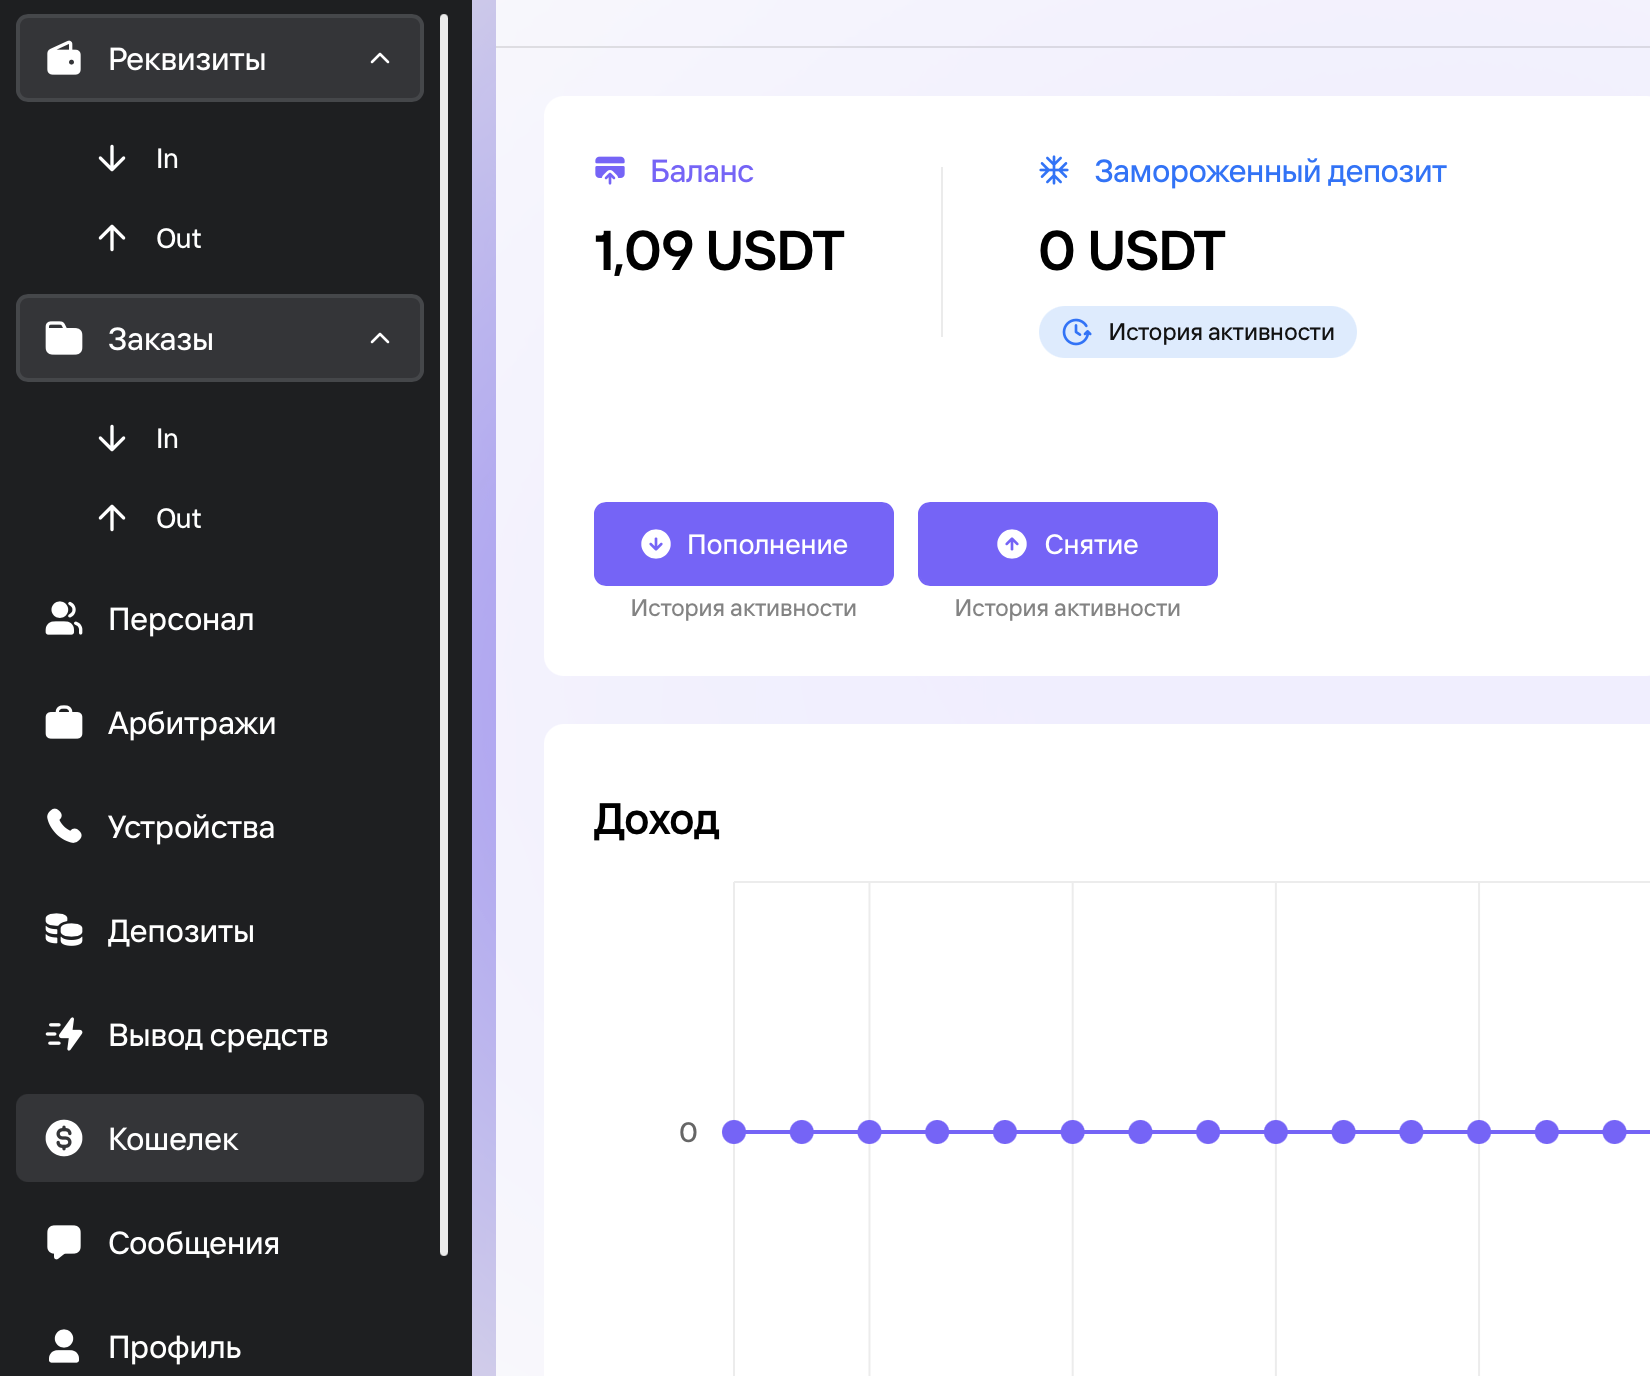 Реквизиты
In
Out
Заказы
In
Out
Персонал
Арбитражи
Устройства
Депозиты
Вывод средств
Кошелек
Сообщения
Профиль
Баланс
1,09 USDT
Замороженный депозит
0 USDT
История активности
Пополнение
История активности
Снятие
История активности
Доход
0